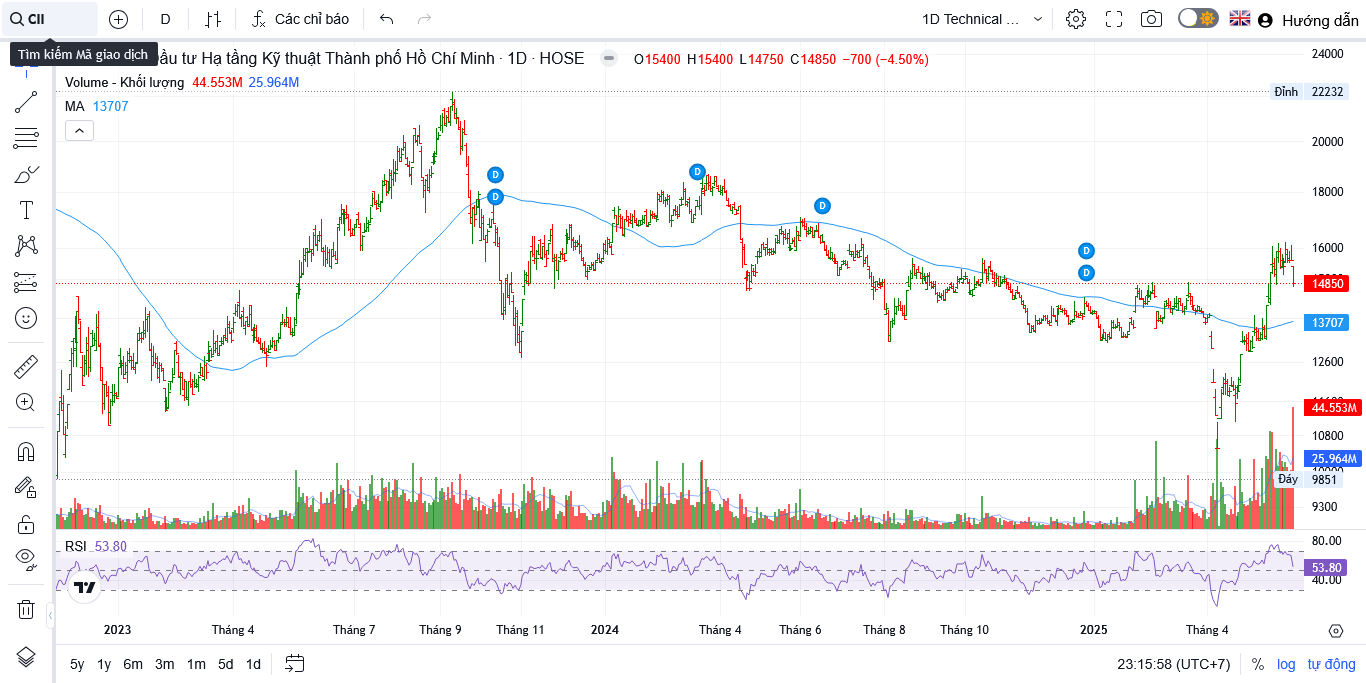 CII
D
Các chỉ báo
1D Technical ...
Hướng dẫn
Tìm kiếm Mã giao dịch
ầu tư Hạ tầng Kỹ thuật Thành phố Hồ Chí Minh · 1D · HOSE
O15400 H15400 L14750 C14850 −700 (−4.50%)
Volume - Khối lượng 44.553M 25.964M
MA 13707
24000
Đỉnh 22232
20000
18000
16000
14850
13707
12600
10800
44.553M
25.964M
Đáy 9851
9300
D
D
D
D
D
D
RSI 53.80
80.00
53.80
40.00
2023 Tháng 4 Tháng 7 Tháng 9 Tháng 11 2024 Tháng 4 Tháng 6 Tháng 8 Tháng 10 2025 Tháng 4
5y 1y 6m 3m 1m 5d 1d
23:15:58 (UTC+7) % log tự động